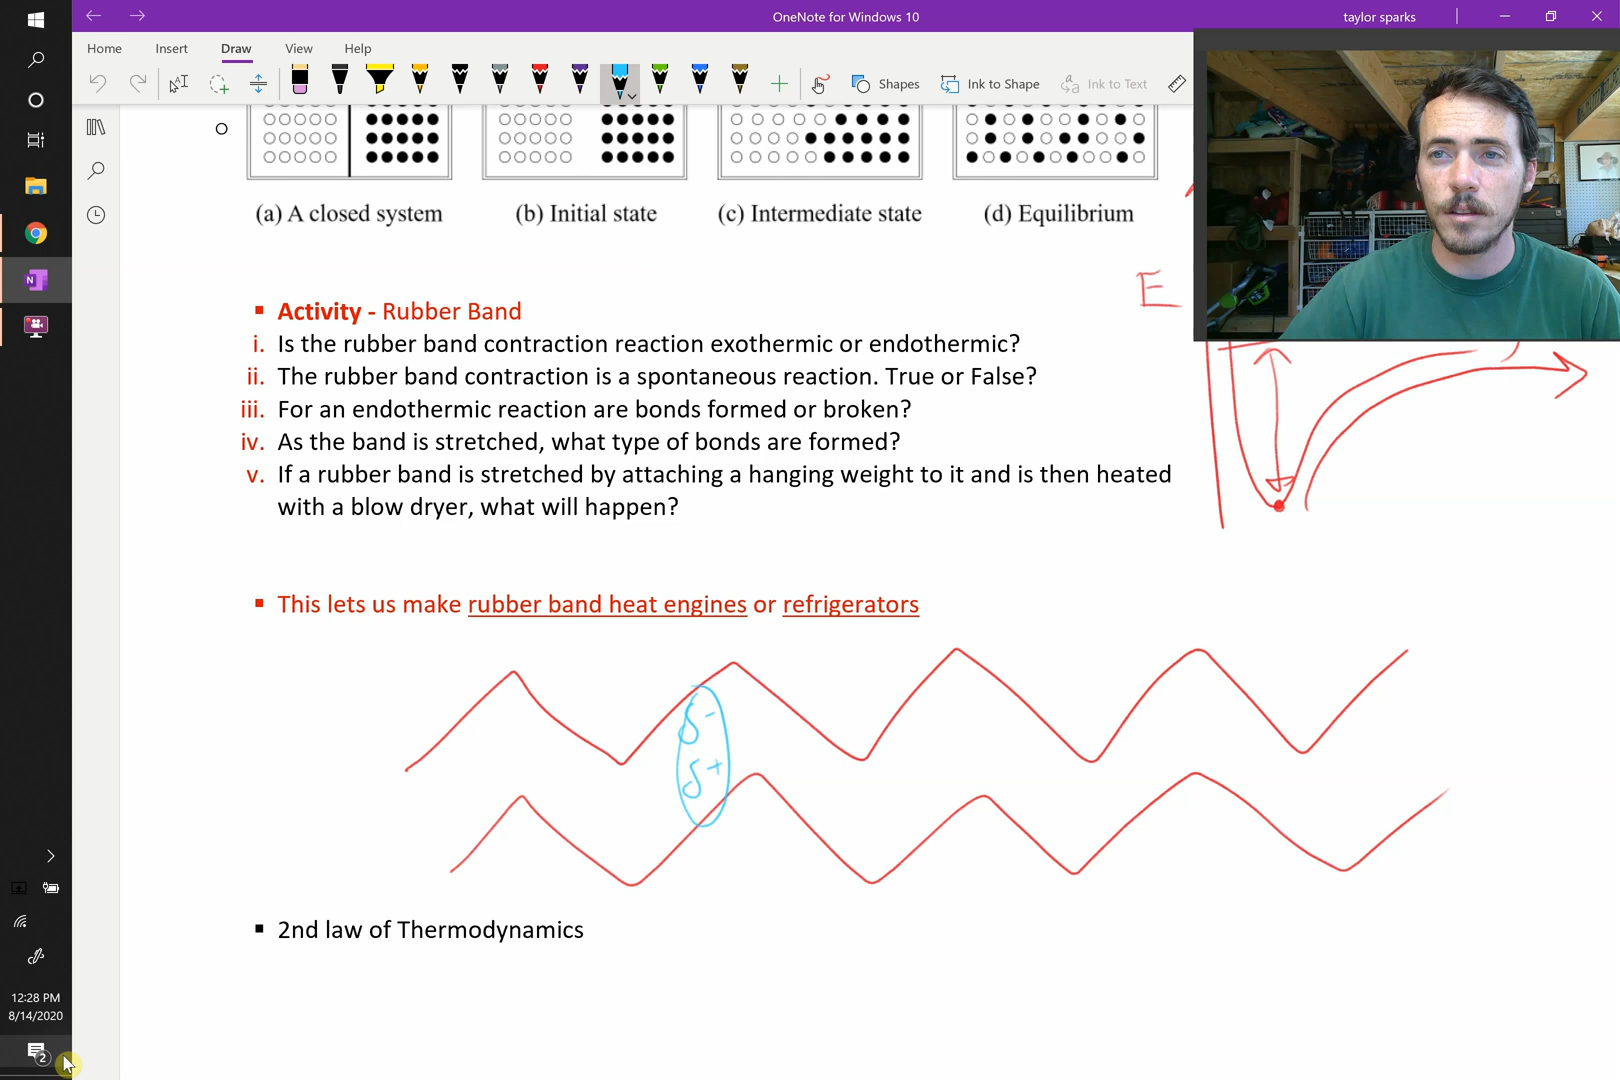 OneNote for Windows 10
taylor sparks
Home Insert Draw View Help
Shapes Ink to Shape Ink to Text
(a) A closed system (b) Initial state (c) Intermediate state (d) Equilibrium
E
▪ Activity - Rubber Band
i. Is the rubber band contraction reaction exothermic or endothermic?
ii. The rubber band contraction is a spontaneous reaction. True or False?
iii. For an endothermic reaction are bonds formed or broken?
iv. As the band is stretched, what type of bonds are formed?
v. If a rubber band is stretched by attaching a hanging weight to it and is then heated
with a blow dryer, what will happen?
▪ This lets us make rubber band heat engines or refrigerators
δ-
δ+
▪ 2nd law of Thermodynamics
12:28 PM
8/14/2020
2